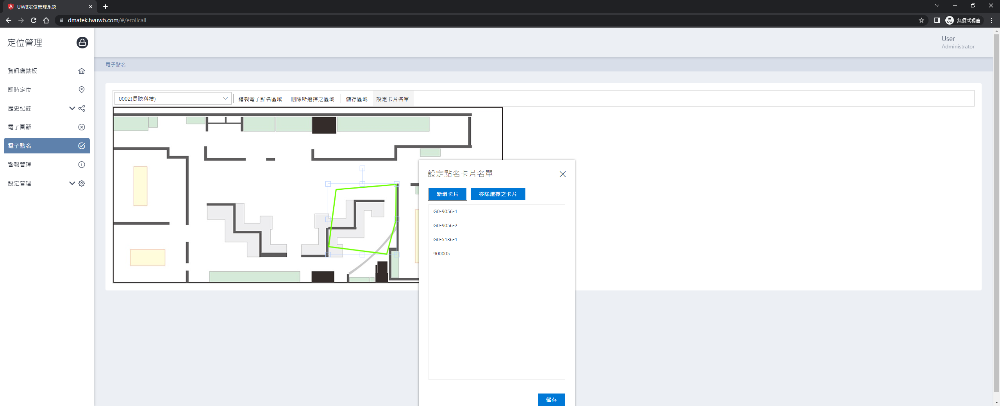 UWB定位管理系統
dmatek.twuwb.com/#/erollcall
無痕式視窗
定位管理
User
Administrator
資訊儀錶板
即時定位
歷史紀錄
電子圍籬
電子點名
警報管理
設定管理
電子點名
0002(長映科技)
繪製電子點名區域
刪除所選擇之區域
儲存區域
設定卡片名單
設定點名卡片名單
新增卡片
移除選擇之卡片
G0-9056-1
G0-9056-2
G0-5136-1
900005
儲存